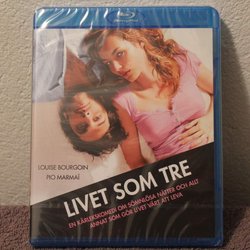 LOUISE BOURGOIN
PIO MARMAÏ
LIVET SOM TRE
EN KÄRLEKSKOMEDI OM SÖMNLÖSA NÄTTER OCH ALLT
ANNAT SOM GÖR LIVET VÄRT ATT LEVA